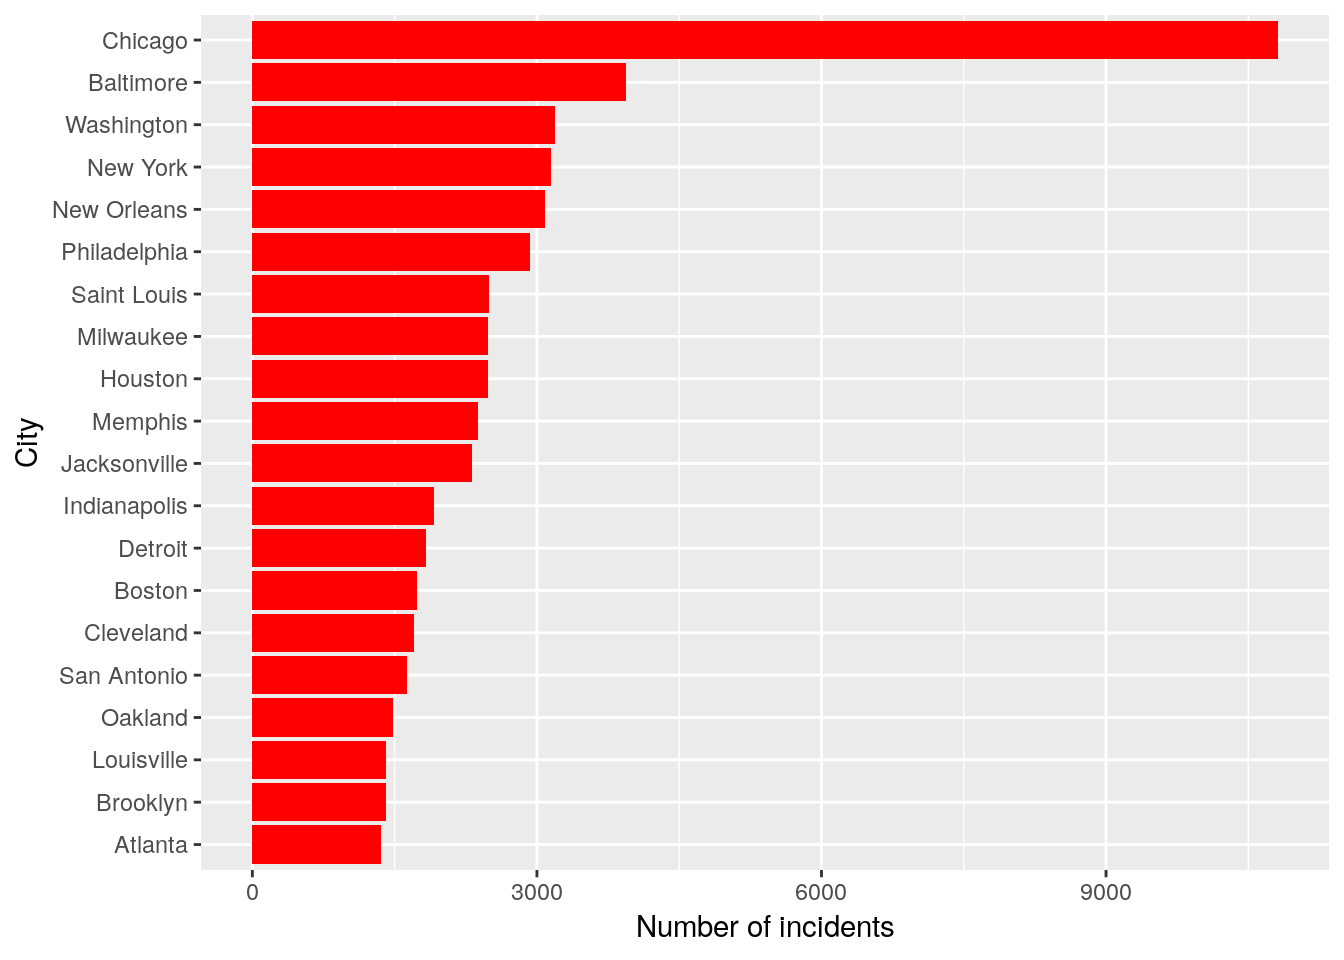 Chicago
Baltimore
Washington
New York
New Orleans
Philadelphia
Saint Louis
Milwaukee
Houston
Memphis
Jacksonville
Indianapolis
Detroit
Boston
Cleveland
San Antonio
Oakland
Louisville
Brooklyn
Atlanta
City
0 3000 6000 9000
Number of incidents